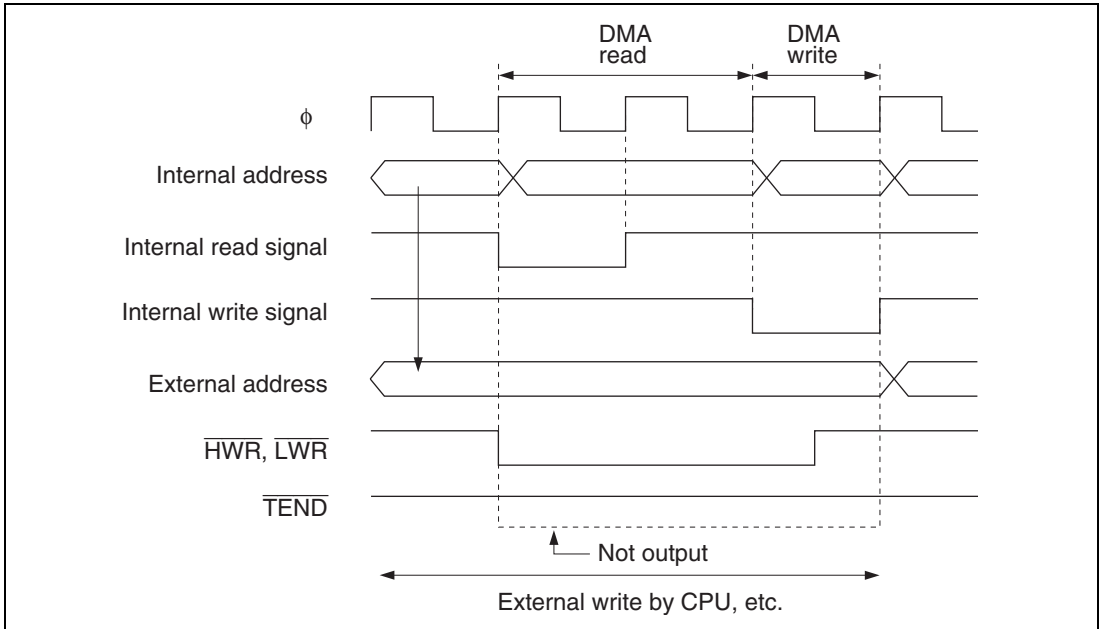 DMA read
DMA write
φ
Internal address
Internal read signal
Internal write signal
External address
HWR, LWR
TEND
Not output
External write by CPU, etc.